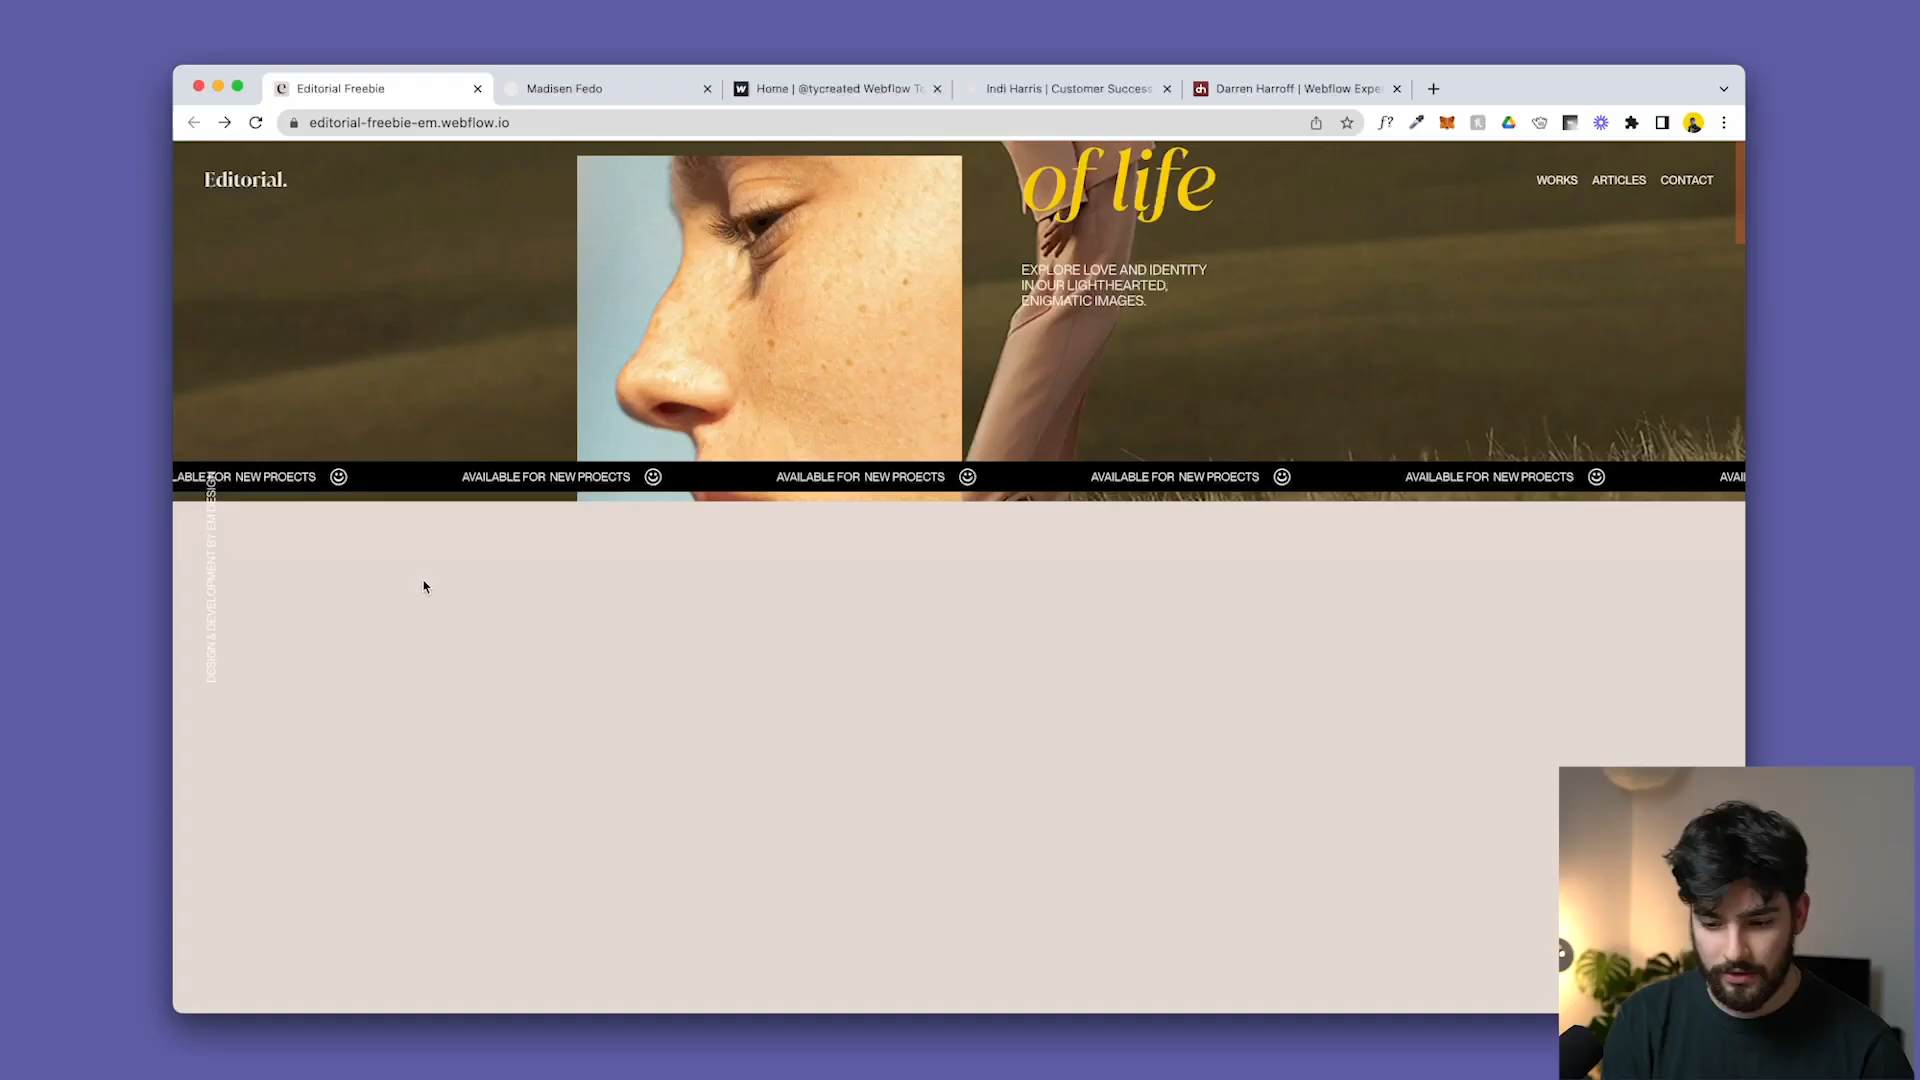 Editorial Freebie
Madisen Fedo
Home | @tycreated Webflow Te
Indi Harris | Customer Success
dh
Darren Harroff | Webflow Expe
editorial-freebie-em.webflow.io
f?
Editorial.
of life
WORKS ARTICLES CONTACT
EXPLORE LOVE AND IDENTITY
IN OUR LIGHTHEARTED,
ENIGMATIC IMAGES.
LABLE FOR NEW PROECTS AVAILABLE FOR NEW PROECTS AVAILABLE FOR NEW PROECTS AVAILABLE FOR NEW PROECTS AVAILABLE FOR NEW PROECTS AVAI
DESIGN & DEVELOPMENT BY EM DESIGN